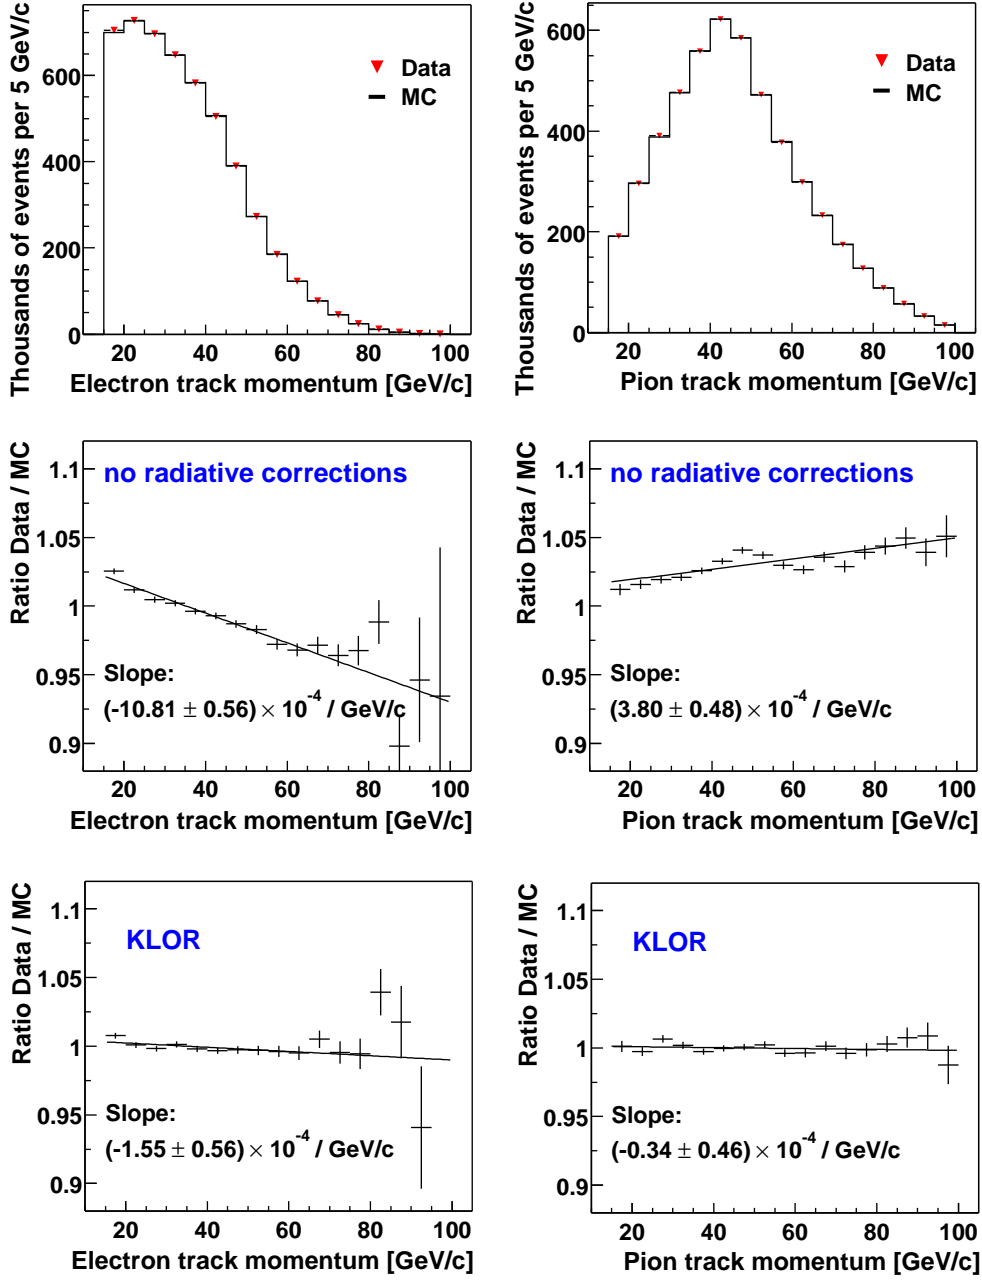 Thousands of events per 5 GeV/c
600
400
200
0
Data
MC
20 40 60 80 100
Electron track momentum [GeV/c]
Thousands of events per 5 GeV/c
600
400
200
0
Data
MC
20 40 60 80 100
Pion track momentum [GeV/c]
Ratio Data / MC
1.1
1.05
1
0.95
0.9
no radiative corrections
Slope:
(-10.81 ± 0.56) × 10^-4 / GeV/c
20 40 60 80 100
Electron track momentum [GeV/c]
Ratio Data / MC
1.1
1.05
1
0.95
0.9
no radiative corrections
Slope:
(3.80 ± 0.48) × 10^-4 / GeV/c
20 40 60 80 100
Pion track momentum [GeV/c]
Ratio Data / MC
1.1
1.05
1
0.95
0.9
KLOR
Slope:
(-1.55 ± 0.56) × 10^-4 / GeV/c
20 40 60 80 100
Electron track momentum [GeV/c]
Ratio Data / MC
1.1
1.05
1
0.95
0.9
KLOR
Slope:
(-0.34 ± 0.46) × 10^-4 / GeV/c
20 40 60 80 100
Pion track momentum [GeV/c]